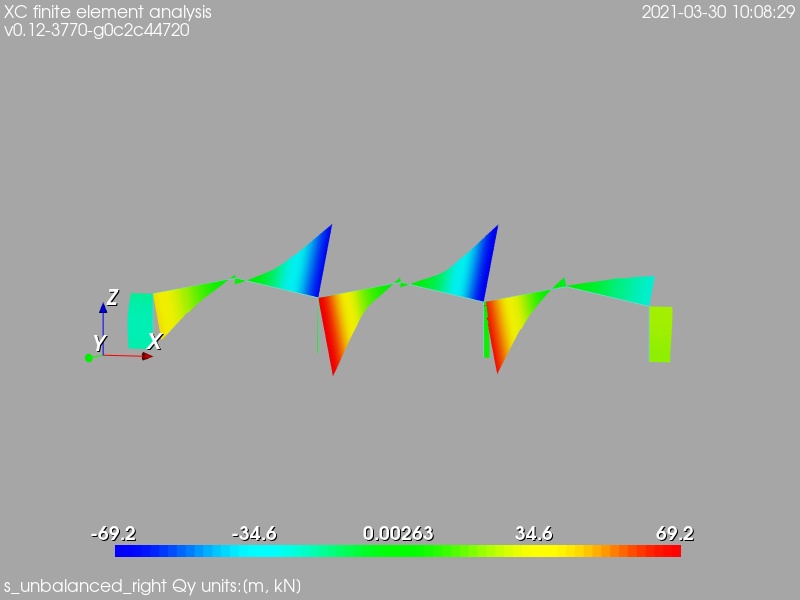 XC finite element analysis
v0.12-3770-g0c2c44720
2021-03-30 10:08:29
Z
Y
X
-69.2 -34.6 0.00263 34.6 69.2
s_unbalanced_right Qy units:[m, kN]